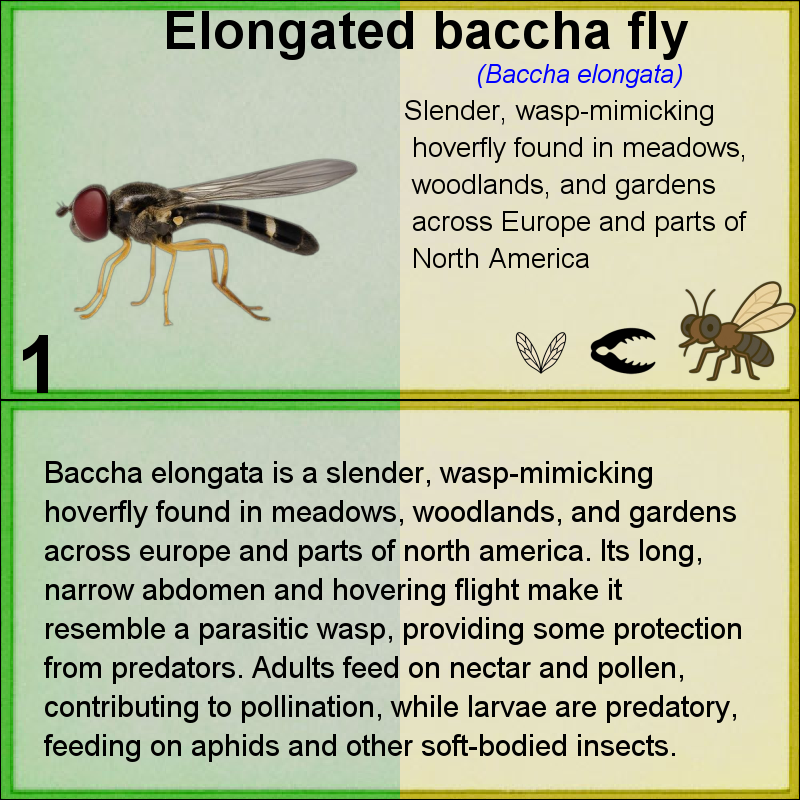 Elongated baccha fly
(Baccha elongata)
Slender, wasp-mimicking
hoverfly found in meadows,
woodlands, and gardens
across Europe and parts of
North America
1
Baccha elongata is a slender, wasp-mimicking
hoverfly found in meadows, woodlands, and gardens
across europe and parts of north america. Its long,
narrow abdomen and hovering flight make it
resemble a parasitic wasp, providing some protection
from predators. Adults feed on nectar and pollen,
contributing to pollination, while larvae are predatory,
feeding on aphids and other soft-bodied insects.